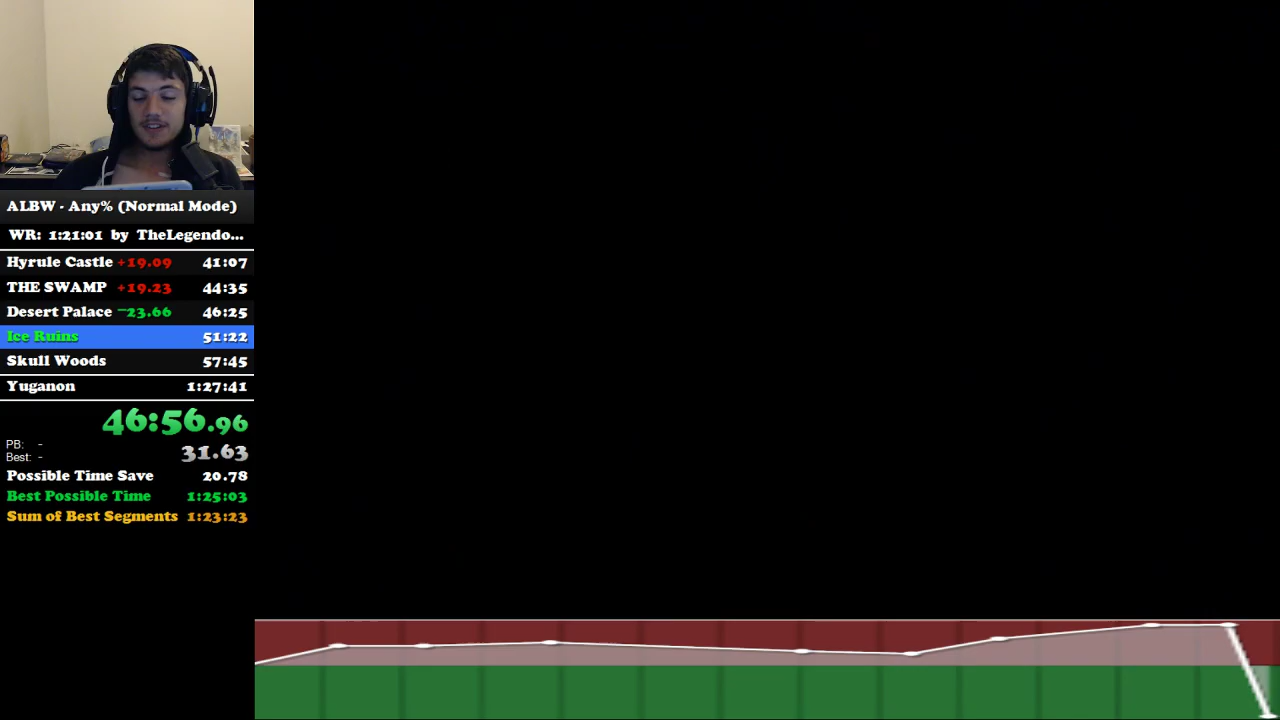 ALBW - Any% (Normal Mode)
WR: 1:21:01 by TheLegendo...
Hyrule Castle +19.09 41:07
THE SWAMP +19.23 44:35
Desert Palace −23.66 46:25
Ice Ruins 51:22
Skull Woods 57:45
Yuganon 1:27:41
46:56.96
PB: -
Best: - 31.63
Possible Time Save 20.78
Best Possible Time 1:25:03
Sum of Best Segments 1:23:23